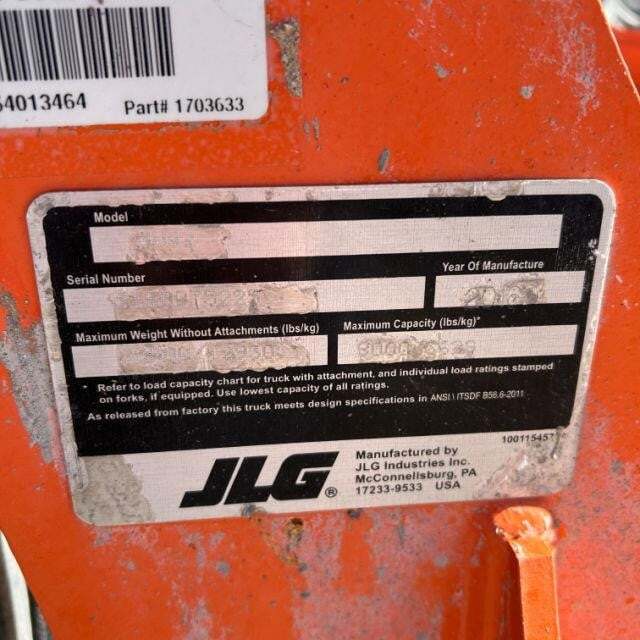 54013464 Part# 1703633
Model
Serial Number Year Of Manufacture
Maximum Weight Without Attachments (lbs/kg) Maximum Capacity (lbs/kg)*
* Refer to load capacity chart for truck with attachment, and individual load ratings stamped
on forks, if equipped. Use lowest capacity of all ratings.
As released from factory this truck meets design specifications in ANSI \ ITSDF B56.6-2011
JLG®
Manufactured by
JLG Industries Inc.
McConnellsburg, PA
17233-9533 USA